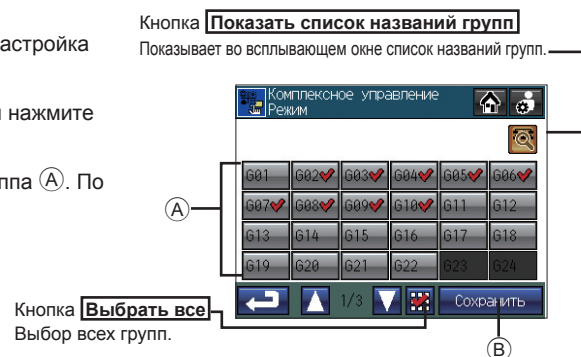 Кнопка Показать список названий групп
Показывает во всплывающем окне список названий групп.
астройка
нажмите
ппа Ⓐ. По
Комплексное управление
Режим
Ⓐ
G01 G02 G03 G04 G05 G06
G07 G08 G09 G10 G11 G12
G13 G14 G15 G16 G17 G18
G19 G20 G21 G22 G23 G24
1/3 Сохранить
Кнопка Выбрать все
Выбор всех групп.
Ⓑ